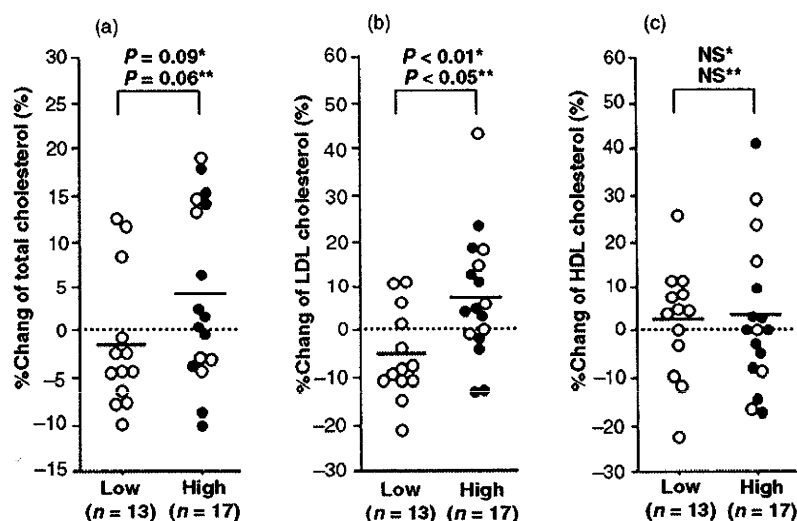 (a)
P = 0.09*
P = 0.06**
%Chang of total cholesterol (%)
30
25
20
15
10
5
0
−5
−10
−15
Low
(n = 13)
High
(n = 17)
(b)
P < 0.01*
P < 0.05**
%Chang of LDL cholesterol (%)
60
50
40
30
20
10
0
−10
−20
−30
Low
(n = 13)
High
(n = 17)
(c)
NS*
NS**
%Chang of HDL cholesterol (%)
60
50
40
30
20
10
0
−10
−20
−30
Low
(n = 13)
High
(n = 17)